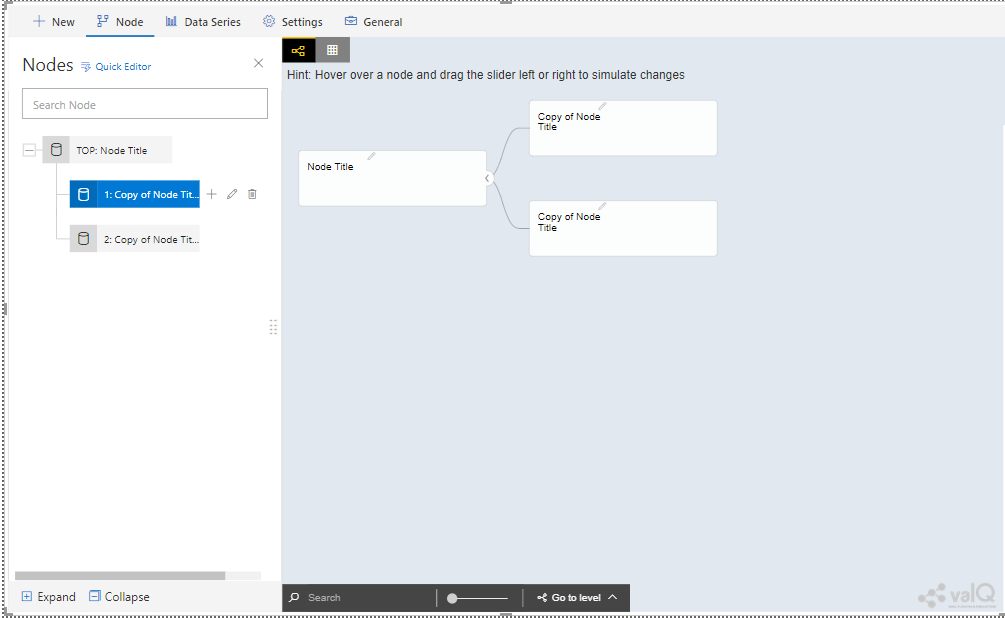 New
Node
Data Series
Settings
General
Nodes
Quick Editor
Search Node
TOP: Node Title
1: Copy of Node Tit...
2: Copy of Node Tit...
Expand
Collapse
Hint: Hover over a node and drag the slider left or right to simulate changes
Node Title
Copy of Node
Title
Copy of Node
Title
Search
Go to level
valQ